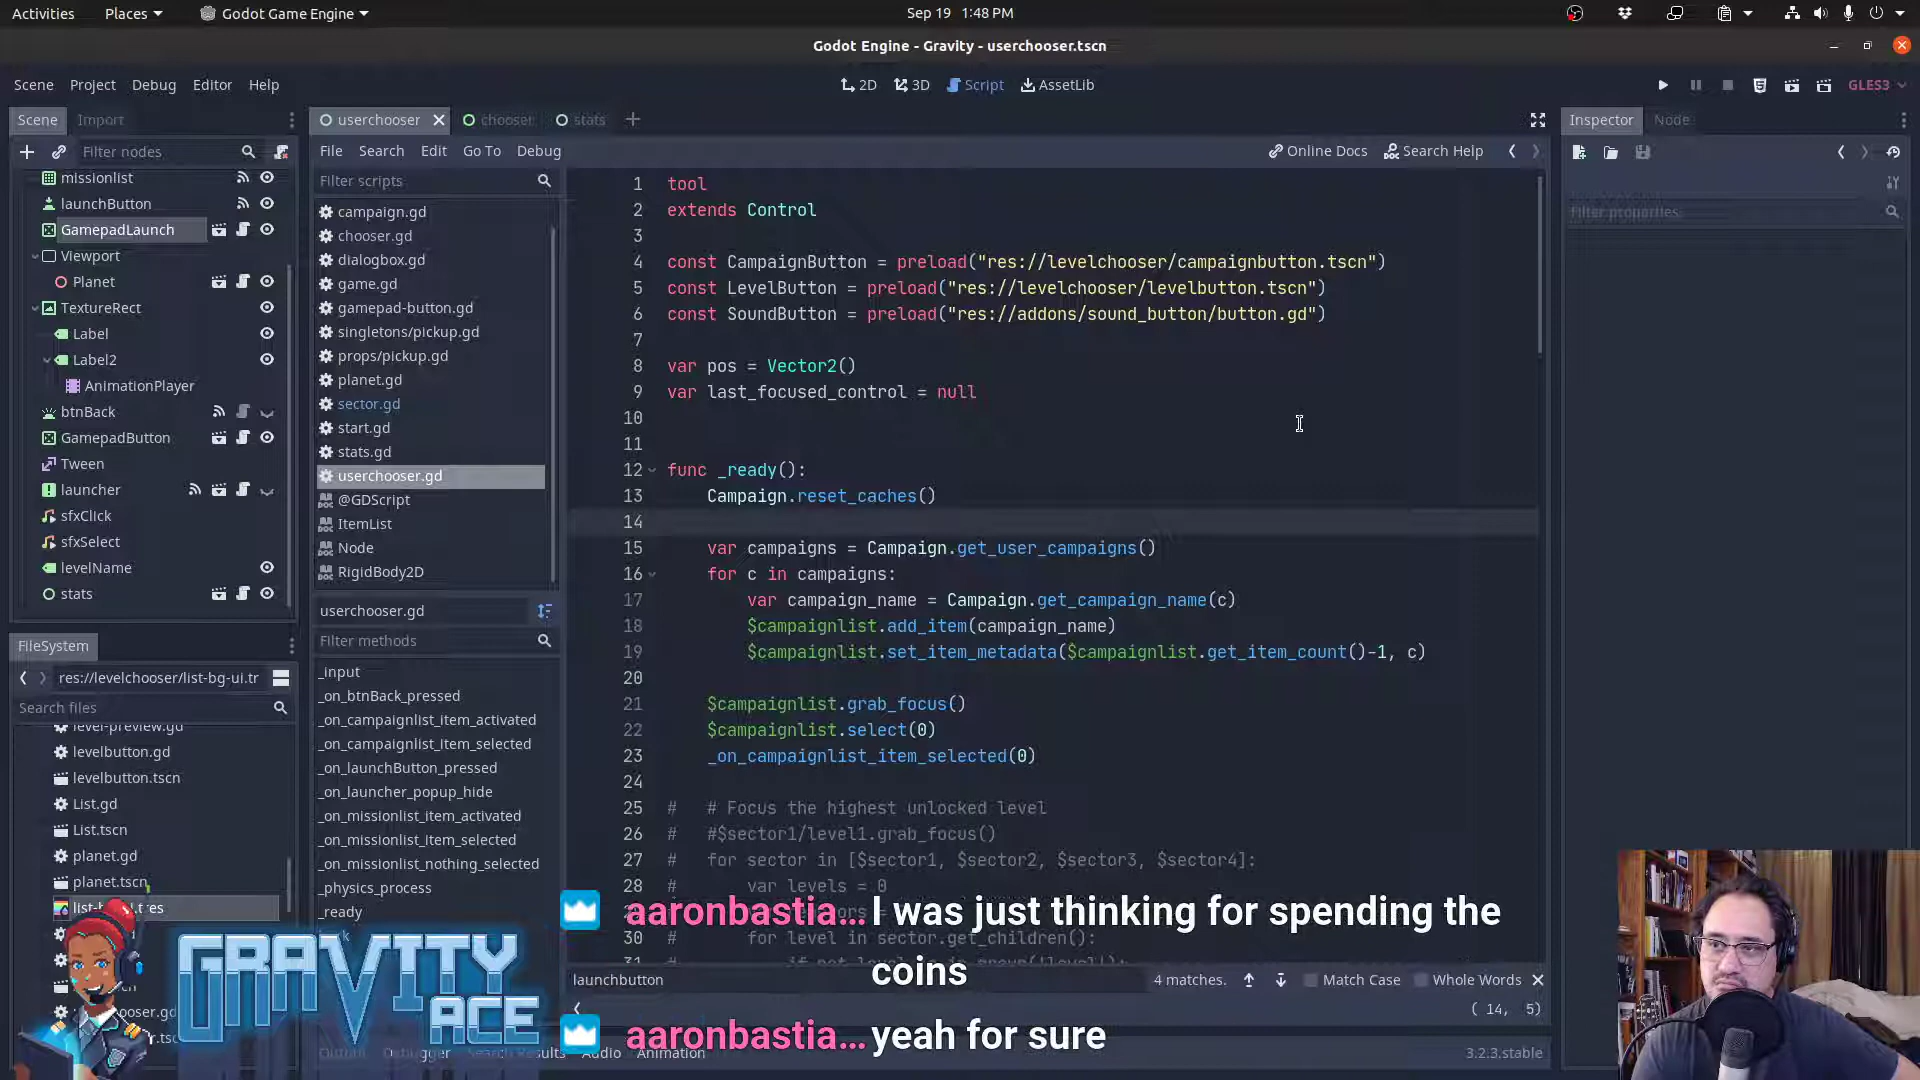 Activities Places Godot Game Engine Sep 19 1:48 PM
Godot Engine - Gravity - userchooser.tscn
Scene Project Debug Editor Help 2D 3D Script AssetLib GLES3
Scene Import userchooser chooser stats Inspector Node
Filter nodes File Search Edit Go To Debug Online Docs Search Help
missionlist
launchButton
GamepadLaunch
Viewport
Planet
TextureRect
Label
Label2
AnimationPlayer
btnBack
GamepadButton
Tween
launcher
sfxClick
sfxSelect
levelName
stats
FileSystem
res://levelchooser/list-bg-ui.tr
Search files
level-preview.gd
levelbutton.gd
levelbutton.tscn
List.gd
List.tscn
planet.gd
planet.tscn
Filter scripts
campaign.gd
chooser.gd
dialogbox.gd
game.gd
gamepad-button.gd
singletons/pickup.gd
props/pickup.gd
planet.gd
sector.gd
start.gd
stats.gd
userchooser.gd
@GDScript
ItemList
Node
RigidBody2D
userchooser.gd
Filter methods
_input
_on_btnBack_pressed
_on_campaignlist_item_activated
_on_campaignlist_item_selected
_on_launchButton_pressed
_on_launcher_popup_hide
_on_missionlist_item_activated
_on_missionlist_item_selected
_on_missionlist_nothing_selected
_physics_process
_ready
1 tool
2 extends Control
3
4 const CampaignButton = preload("res://levelchooser/campaignbutton.tscn")
5 const LevelButton = preload("res://levelchooser/levelbutton.tscn")
6 const SoundButton = preload("res://addons/sound_button/button.gd")
7
8 var pos = Vector2()
9 var last_focused_control = null
10
11
12 func _ready():
13 Campaign.reset_caches()
14
15 var campaigns = Campaign.get_user_campaigns()
16 for c in campaigns:
17 var campaign_name = Campaign.get_campaign_name(c)
18 $campaignlist.add_item(campaign_name)
19 $campaignlist.set_item_metadata($campaignlist.get_item_count()-1, c)
20
21 $campaignlist.grab_focus()
22 $campaignlist.select(0)
23 _on_campaignlist_item_selected(0)
24
25 # # Focus the highest unlocked level
26 # #$sector1/level1.grab_focus()
27 # for sector in [$sector1, $sector2, $sector3, $sector4]:
28 # var levels = 0
30 # for level in sector.get_children():
launchbutton 4 matches. Match Case Whole Words
( 14, 5)
Debugger Search Results Audio Animation 3.2.3.stable
Filter properties
aaronbastia... I was just thinking for spending the
coins
aaronbastia... yeah for sure
GRAVITY
ACE